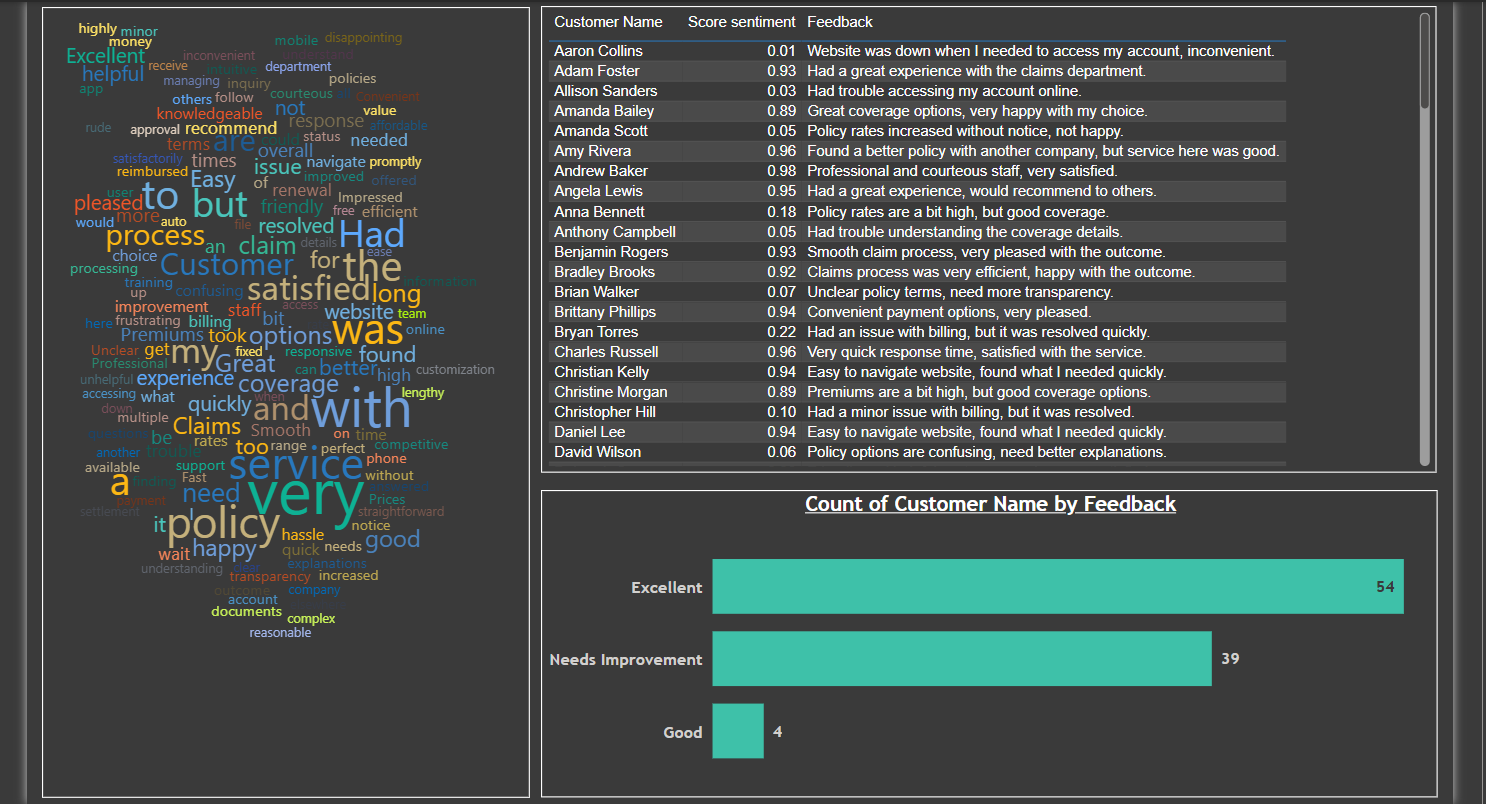 highly minor
money
mobile disappointing
Excellent inconvenient
helpful receive intuitive department
managing inquiry policies
app
others follow courteous Convenient
knowledgeable not value
rude approval recommend response affordable
terms are could status needed
satisfactorily times overall
reimbursed issue navigate promptly
Easy of improved offered
user to but renewal Impressed
pleased more friendly free efficient
would auto file resolved Had
process an claim details ease
choice Customer for the
processing
training up confusing satisfied long information
improvement staff access website team
here frustrating billing bit was online
Premiums took options
Unclear get my fixed responsive found
Professional Great can better high customization
unhelpful experience coverage
accessing what quickly when with lengthy
down multiple Claims and
Smooth on time
be rates too range perfect competitive
another trouble service phone
available support
a finding Fast very without
payment need Prices
settlement I policy straightforward
it hassle notice
wait happy quick needs good
understanding clear explanations
transparency increased
outcome company
account
documents complex
reasonable
Customer Name Score sentiment Feedback
Aaron Collins 0.01 Website was down when I needed to access my account, inconvenient.
Adam Foster 0.93 Had a great experience with the claims department.
Allison Sanders 0.03 Had trouble accessing my account online.
Amanda Bailey 0.89 Great coverage options, very happy with my choice.
Amanda Scott 0.05 Policy rates increased without notice, not happy.
Amy Rivera 0.96 Found a better policy with another company, but service here was good.
Andrew Baker 0.98 Professional and courteous staff, very satisfied.
Angela Lewis 0.95 Had a great experience, would recommend to others.
Anna Bennett 0.18 Policy rates are a bit high, but good coverage.
Anthony Campbell 0.05 Had trouble understanding the coverage details.
Benjamin Rogers 0.93 Smooth claim process, very pleased with the outcome.
Bradley Brooks 0.92 Claims process was very efficient, happy with the outcome.
Brian Walker 0.07 Unclear policy terms, need more transparency.
Brittany Phillips 0.94 Convenient payment options, very pleased.
Bryan Torres 0.22 Had an issue with billing, but it was resolved quickly.
Charles Russell 0.96 Very quick response time, satisfied with the service.
Christian Kelly 0.94 Easy to navigate website, found what I needed quickly.
Christine Morgan 0.89 Premiums are a bit high, but good coverage options.
Christopher Hill 0.10 Had a minor issue with billing, but it was resolved.
Daniel Lee 0.94 Easy to navigate website, found what I needed quickly.
David Wilson 0.06 Policy options are confusing, need better explanations.
Count of Customer Name by Feedback
Excellent 54
Needs Improvement 39
Good 4